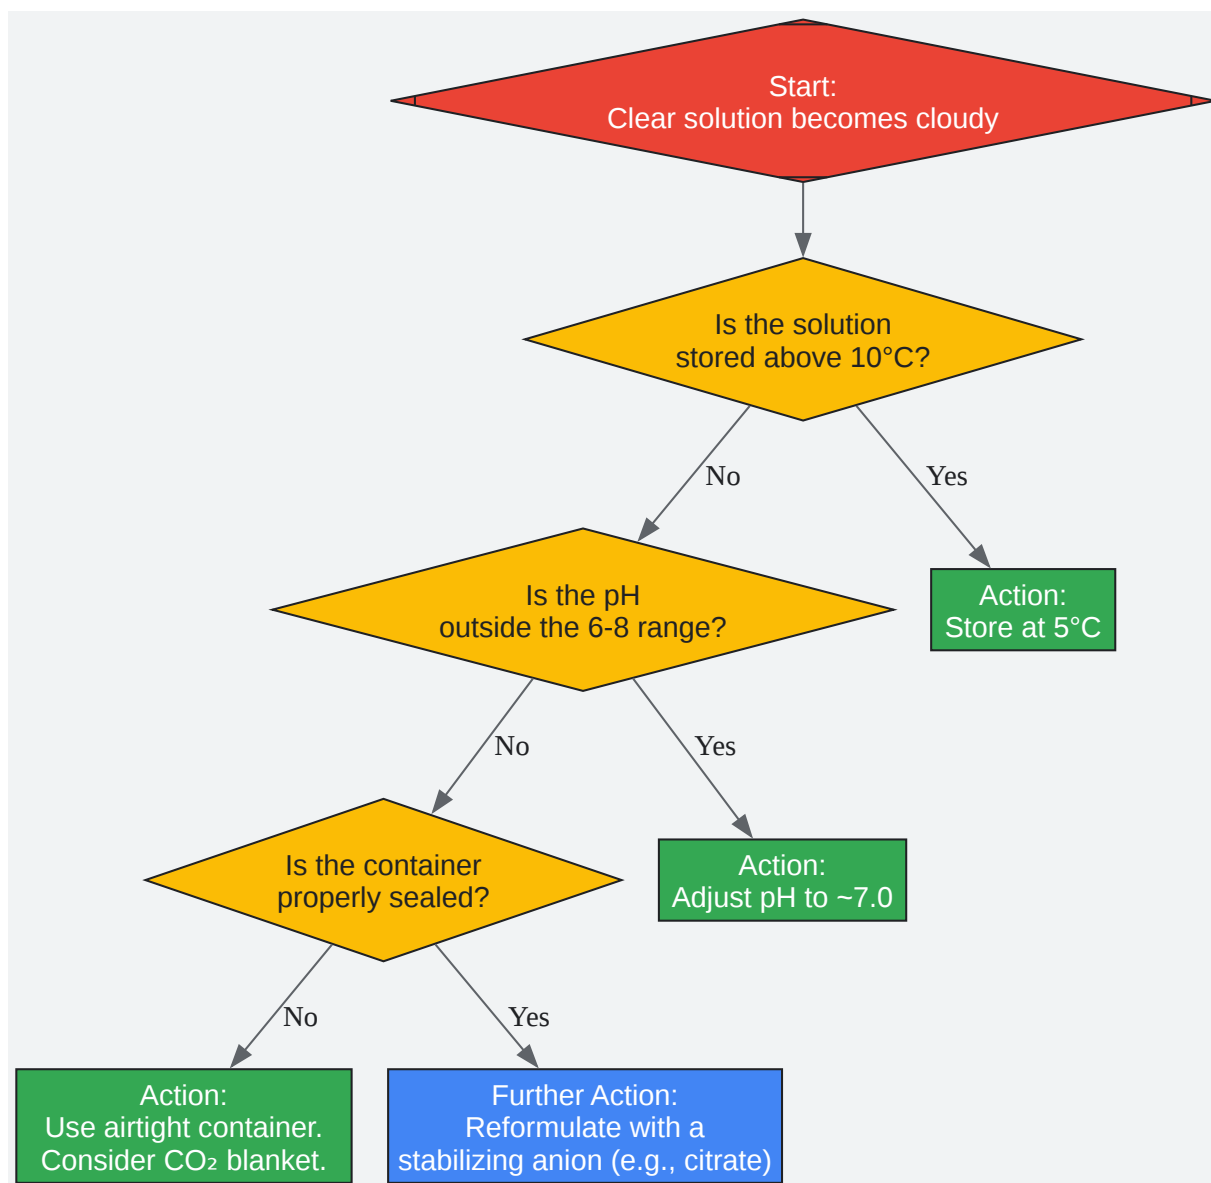 Start:
Clear solution becomes cloudy
Is the solution
stored above 10°C?
No
Yes
Is the pH
outside the 6-8 range?
Action:
Store at 5°C
No
Yes
Is the container
properly sealed?
Action:
Adjust pH to ~7.0
No
Yes
Action:
Use airtight container.
Consider CO₂ blanket.
Further Action:
Reformulate with a
stabilizing anion (e.g., citrate)